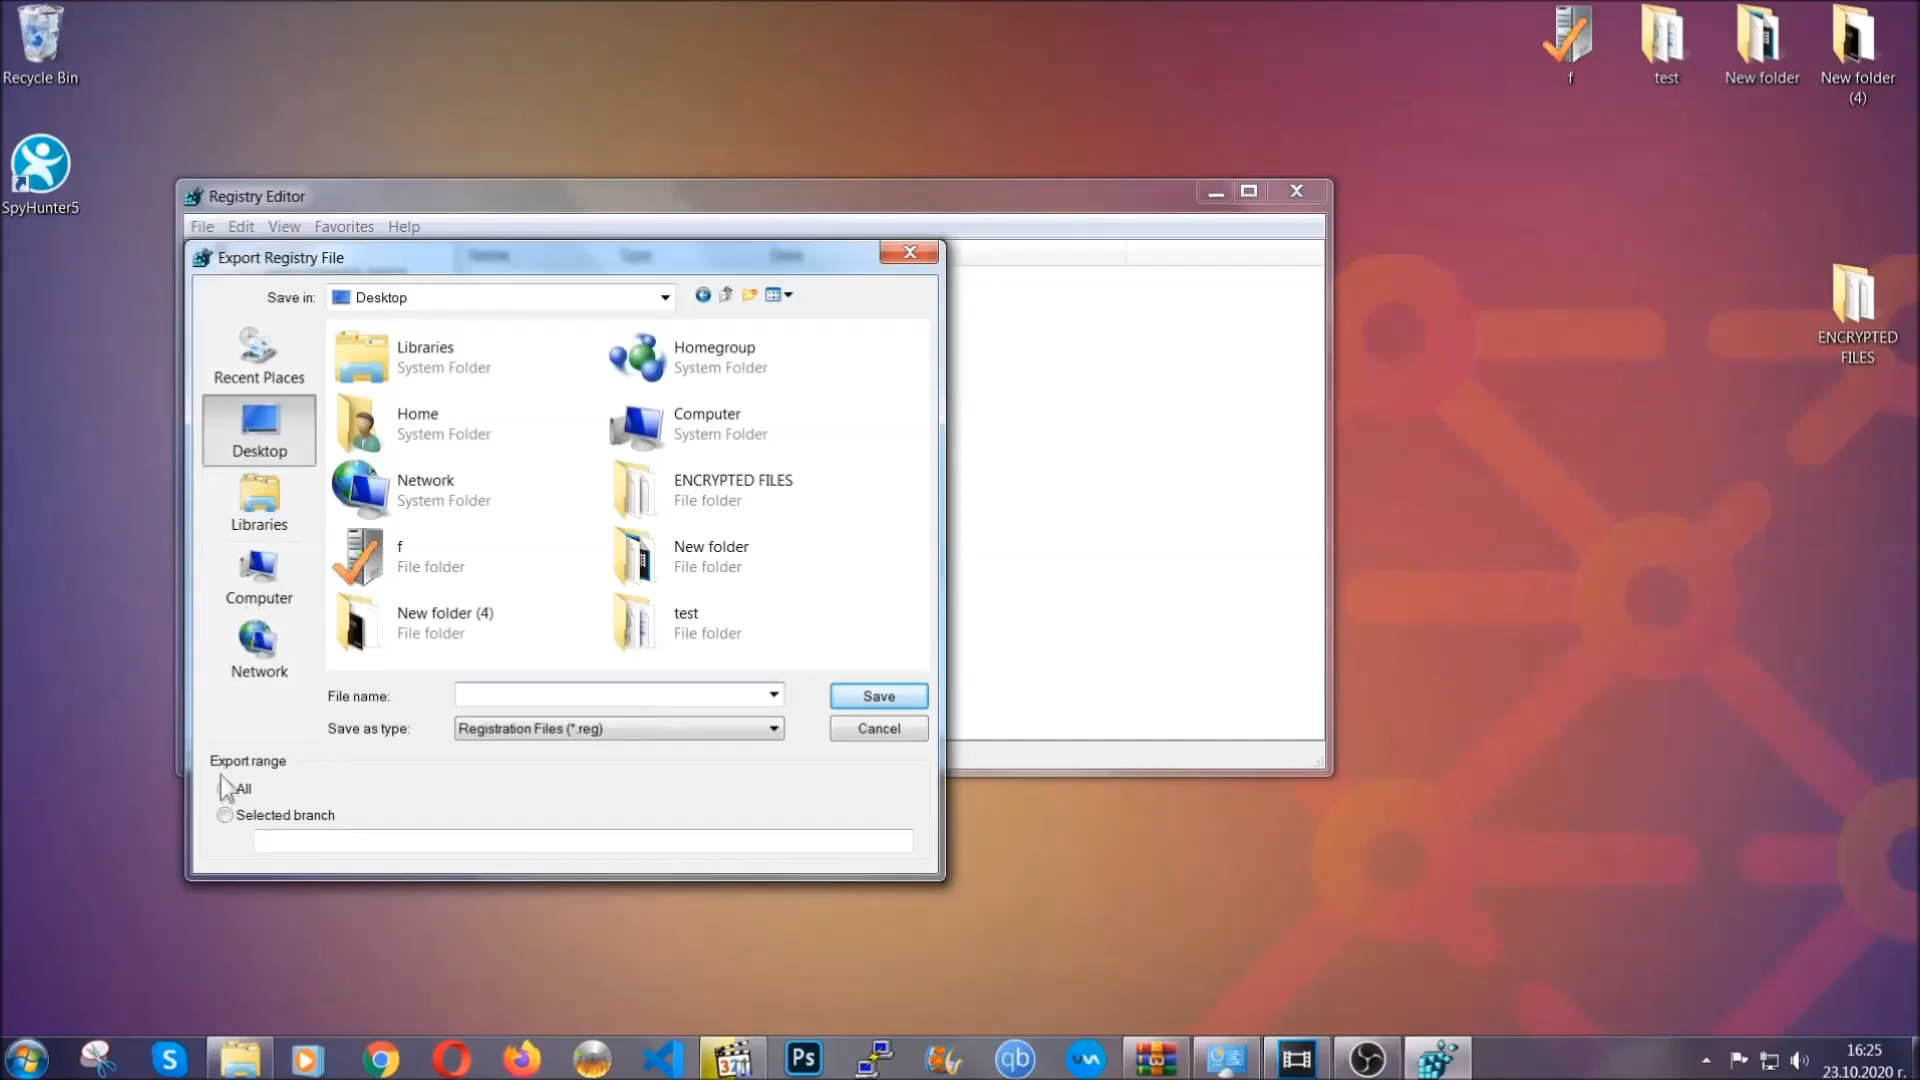 Recycle Bin
SpyHunter5
f
test
New folder
New folder
(4)
ENCRYPTED
FILES
Registry Editor
File Edit View Favorites Help
Export Registry File
Save in:
Desktop
Recent Places
Desktop
Libraries
Computer
Network
Libraries
System Folder
Homegroup
System Folder
Home
System Folder
Computer
System Folder
Network
System Folder
ENCRYPTED FILES
File folder
f
File folder
New folder
File folder
New folder (4)
File folder
test
File folder
File name:
Save
Save as type:
Registration Files (*.reg)
Cancel
Export range
All
Selected branch
S
321
Ps
qb
16:25
23.10.2020 г.